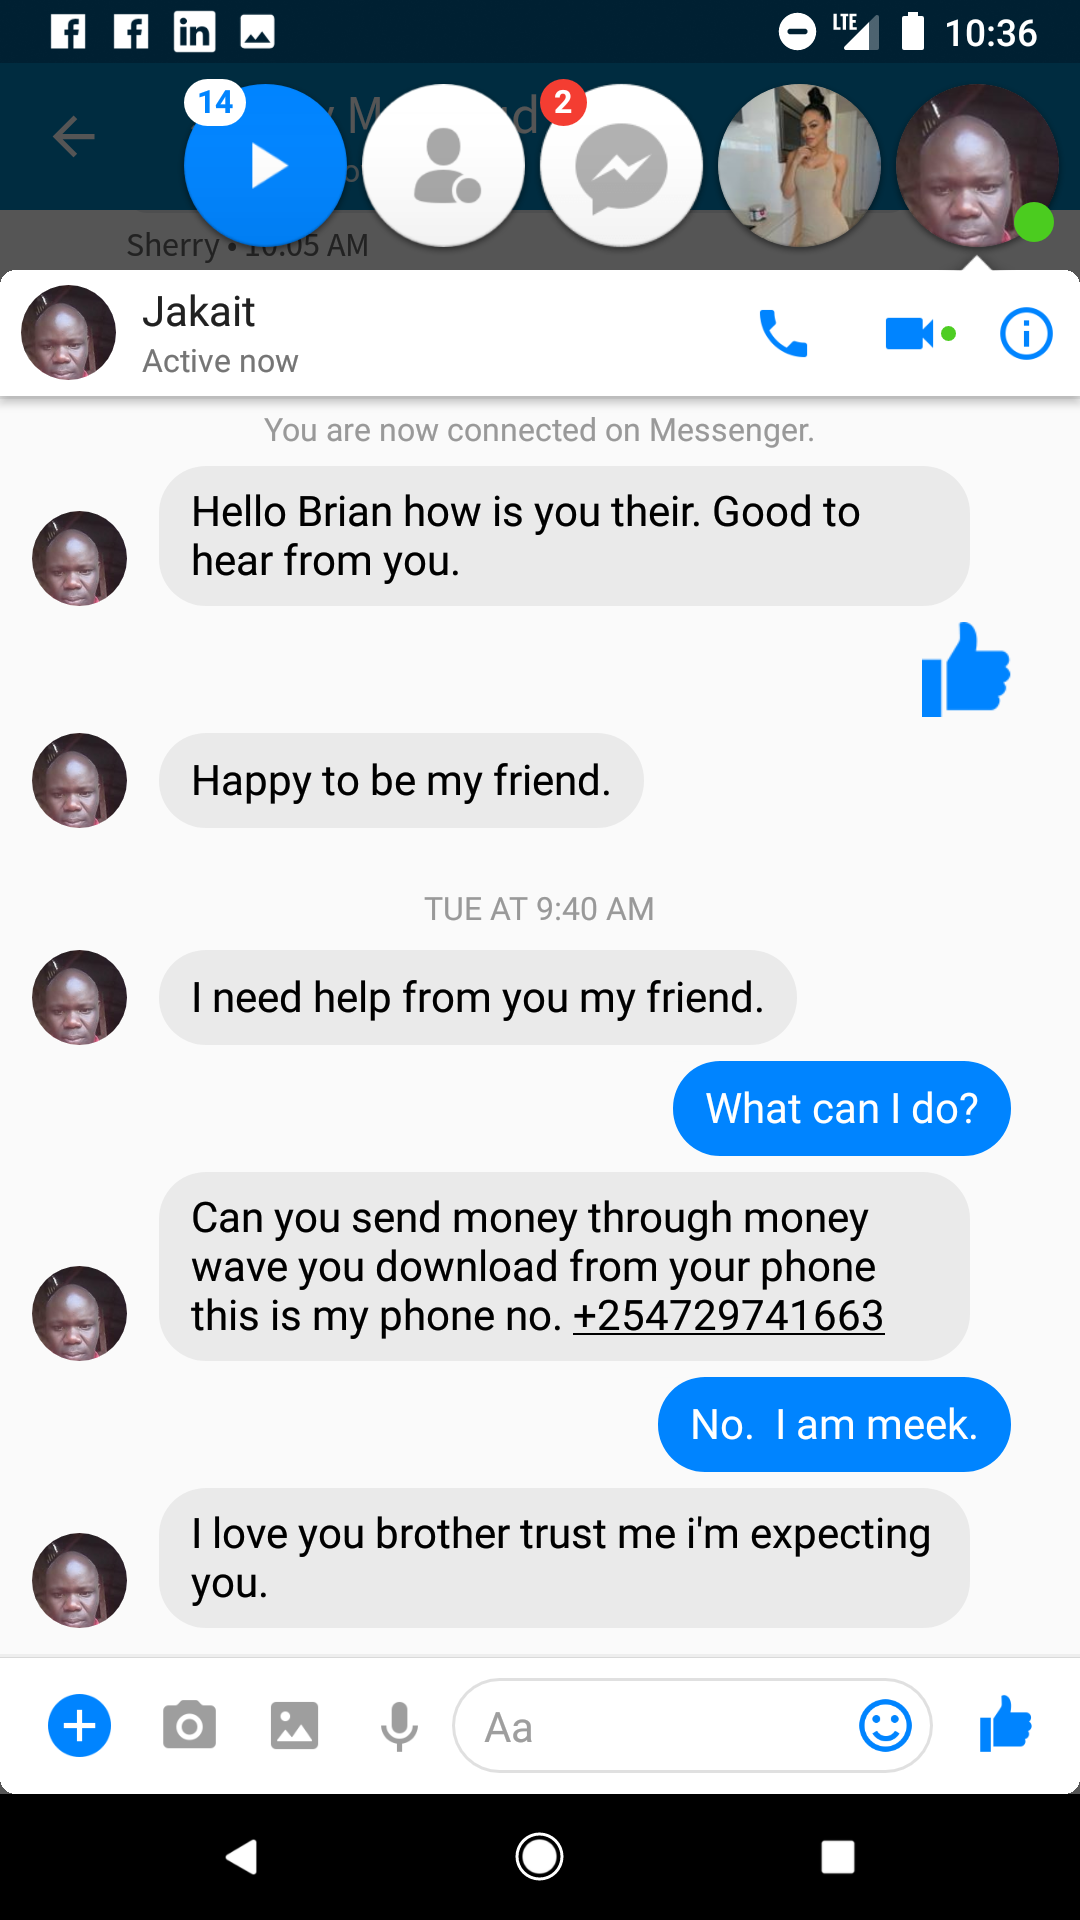 LTE 10:36
14
2
Sherry • 10:05 AM
Jakait
Active now
You are now connected on Messenger.
Hello Brian how is you their. Good to
hear from you.
Happy to be my friend.
TUE AT 9:40 AM
I need help from you my friend.
What can I do?
Can you send money through money
wave you download from your phone
this is my phone no. +254729741663
No. I am meek.
I love you brother trust me i'm expecting
you.
Aa